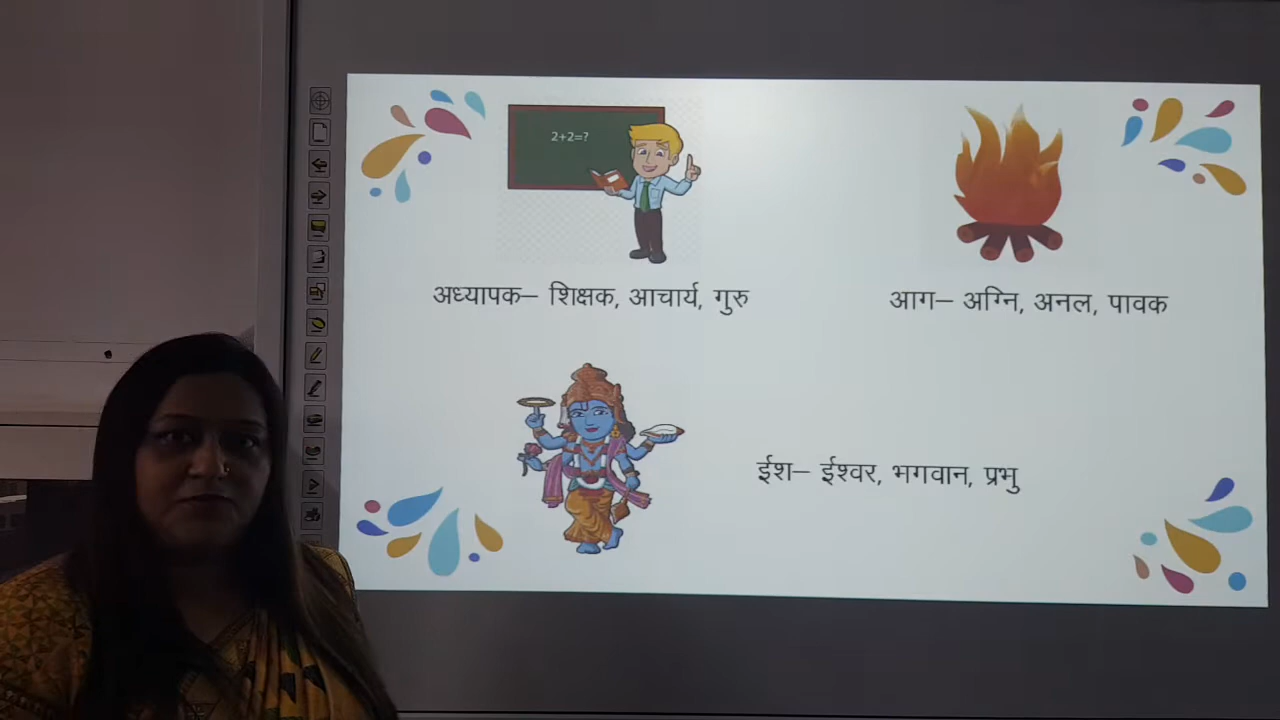 2+2=?
अध्यापक– शिक्षक, आचार्य, गुरु
आग– अग्नि, अनल, पावक
ईश– ईश्वर, भगवान, प्रभु